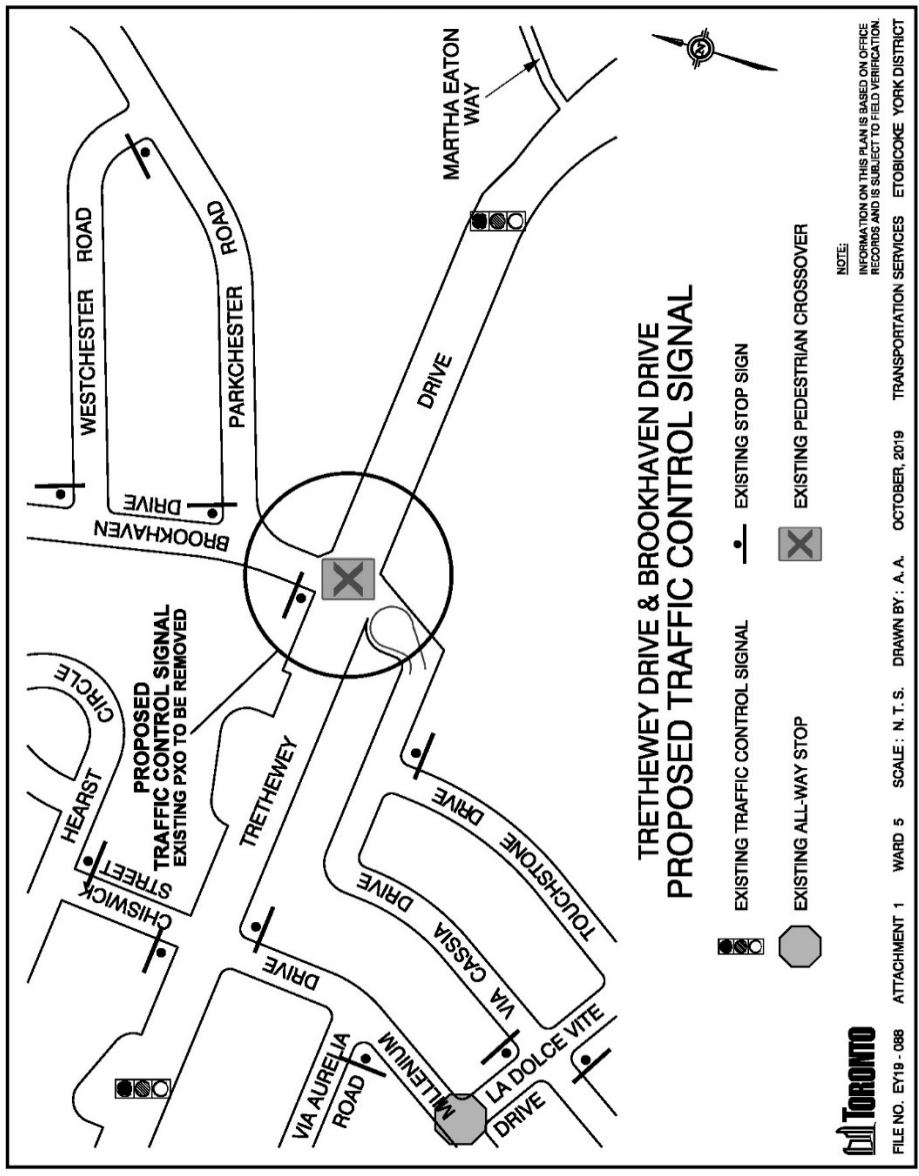 WESTCHESTER ROAD
PARKCHESTER ROAD
BROOKHAVEN DRIVE
MARTHA EATON
WAY
HEARST CIRCLE
CHISWICK
STREET
PROPOSED
TRAFFIC CONTROL SIGNAL
EXISTING PXO TO BE REMOVED
TRETHEWEY DRIVE
VIA AURELIA
ROAD
MILLENIUM DRIVE
VIA CASSIA DRIVE
TOUCHSTONE DRIVE
LA DOLCE VITE
DRIVE
N
TRETHEWEY DRIVE & BROOKHAVEN DRIVE
PROPOSED TRAFFIC CONTROL SIGNAL
EXISTING TRAFFIC CONTROL SIGNAL
EXISTING STOP SIGN
EXISTING ALL-WAY STOP
X EXISTING PEDESTRIAN CROSSOVER
X
NOTE:
INFORMATION ON THIS PLAN IS BASED ON OFFICE
RECORDS AND IS SUBJECT TO FIELD VERIFICATION.
TORONTO
FILE NO. EY19 - 088 ATTACHMENT 1 WARD 5 SCALE : N. T. S. DRAWN BY : A. A. OCTOBER, 2019 TRANSPORTATION SERVICES ETOBICOKE YORK DISTRICT